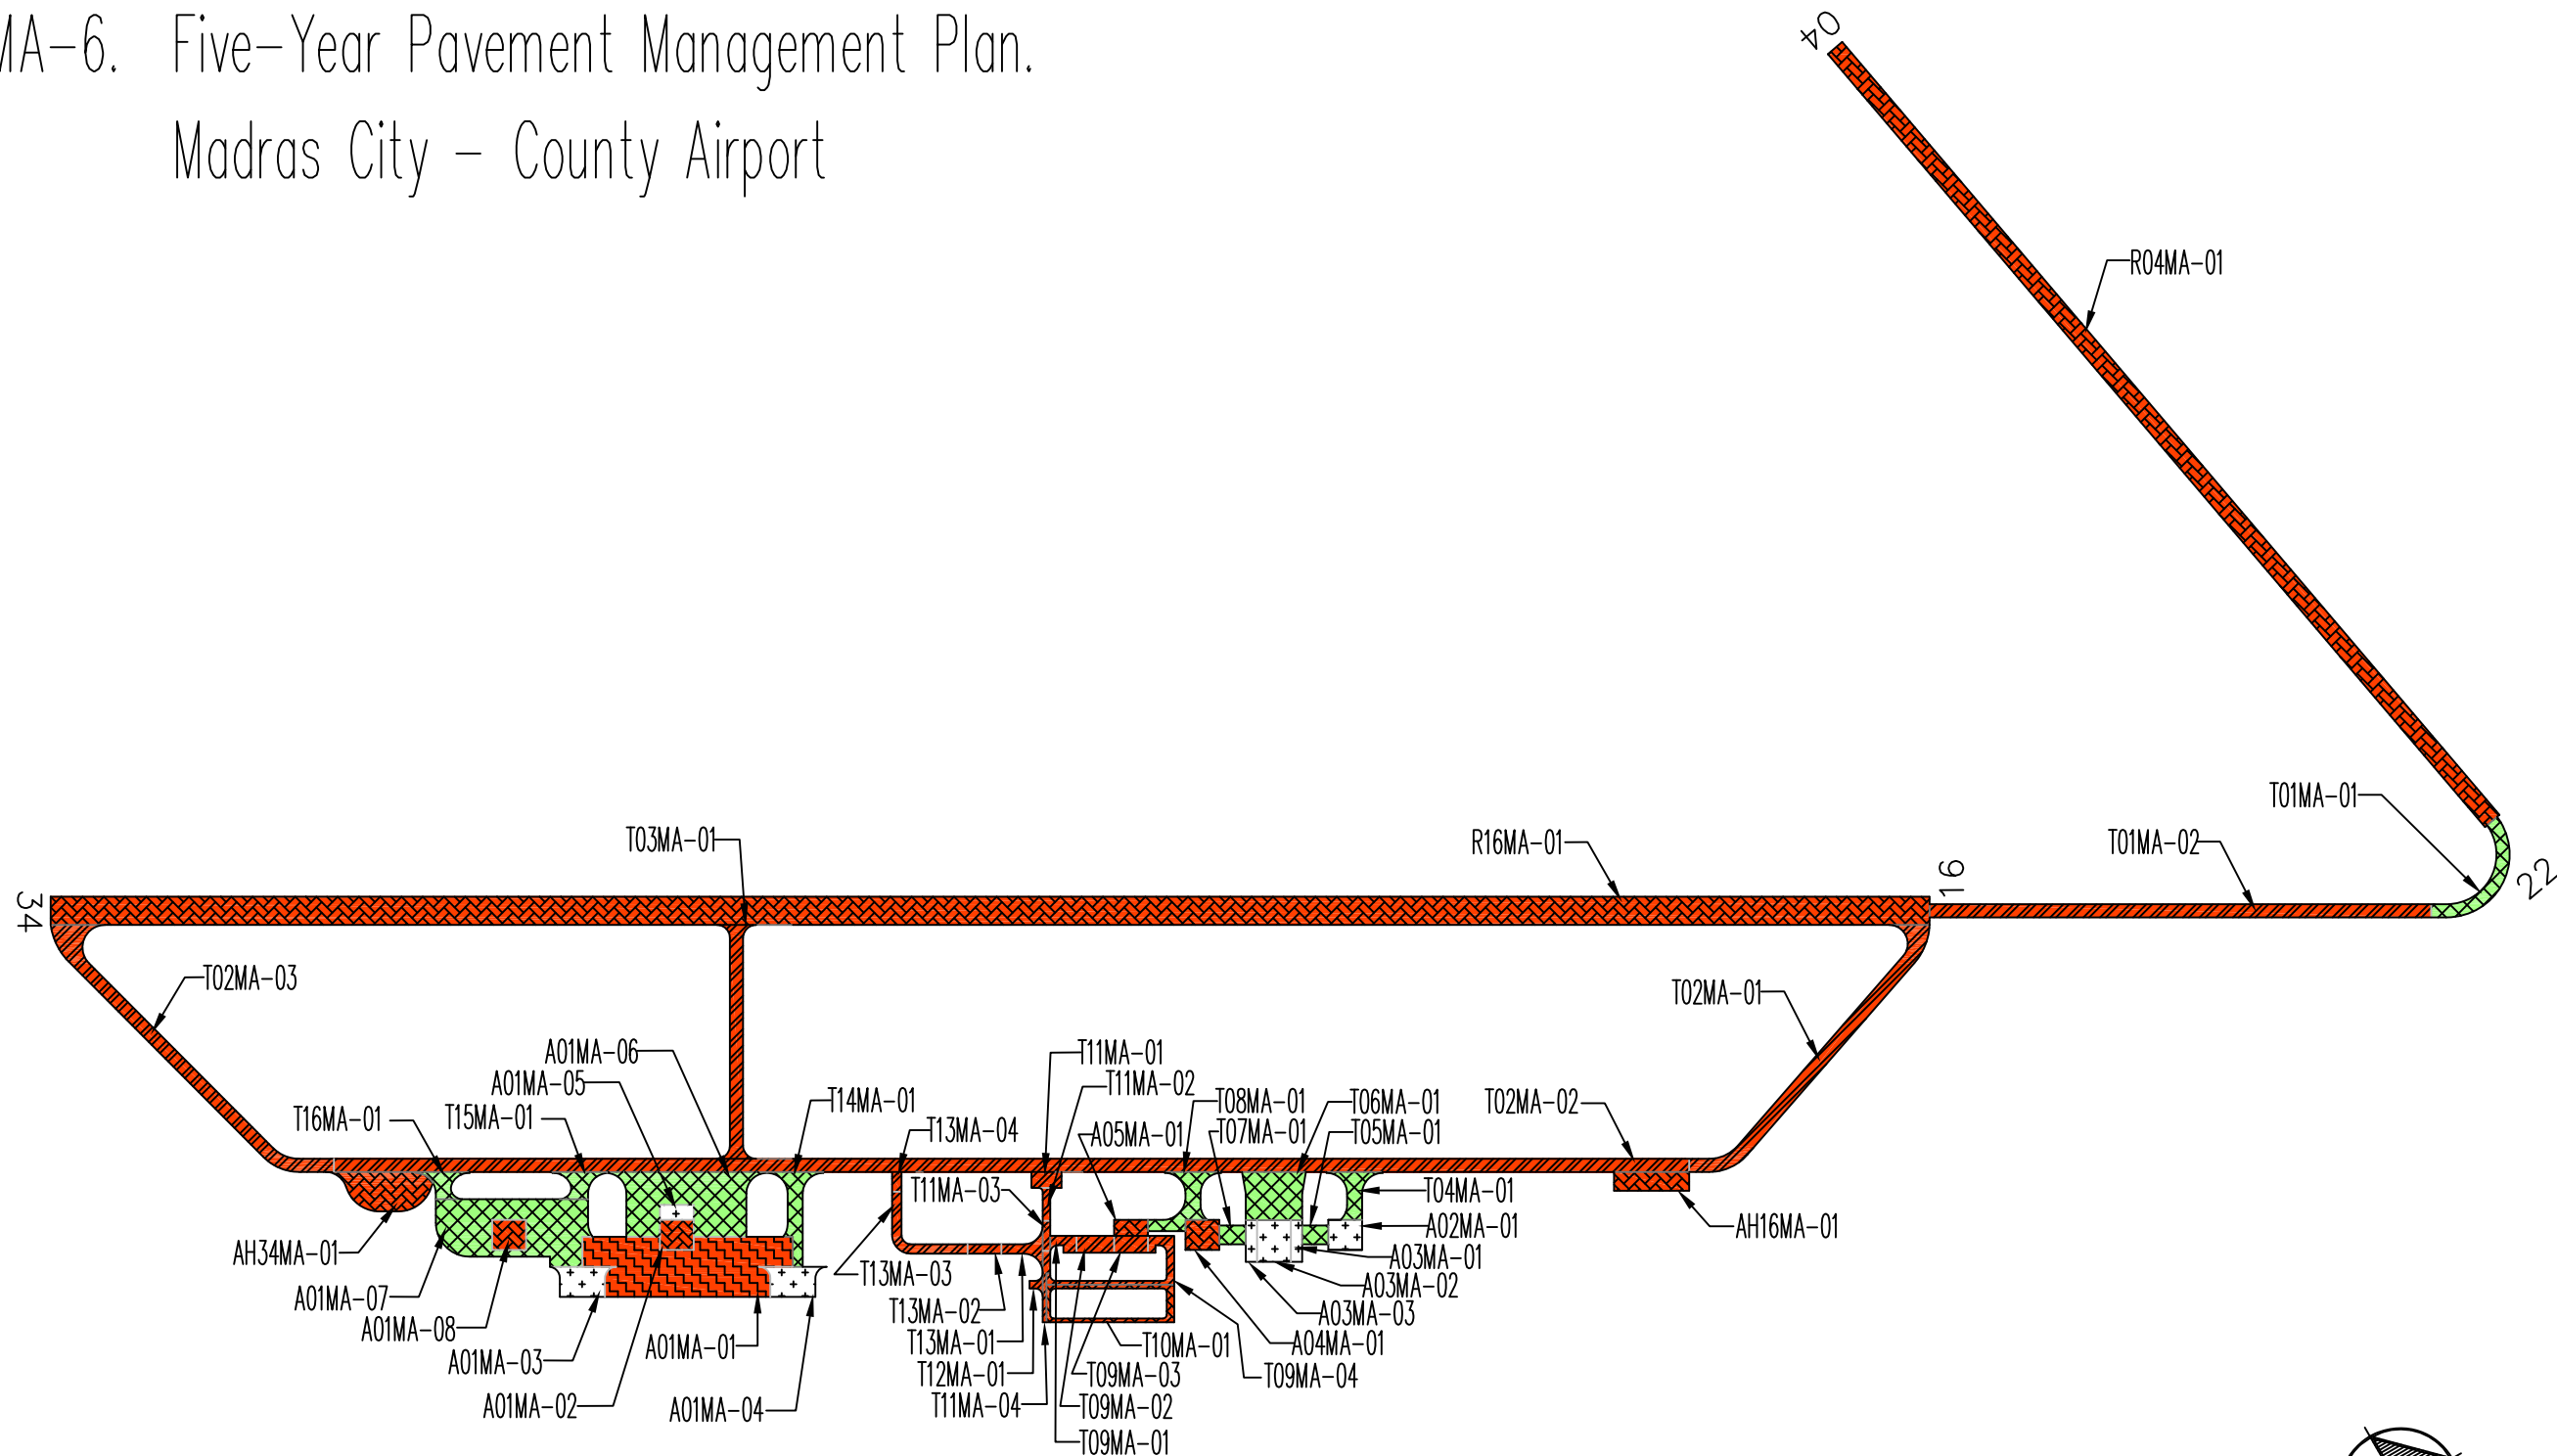 MA-6. Five-Year Pavement Management Plan.
Madras City - County Airport
04
R04MA-01
T01MA-01
T01MA-02
22
16
R16MA-01
T03MA-01
34
T02MA-03
T02MA-01
A01MA-06
A01MA-05
T16MA-01
T15MA-01
T14MA-01
T13MA-04
T11MA-01
T11MA-02
A05MA-01
T08MA-01
T07MA-01
T06MA-01
T05MA-01
T02MA-02
T11MA-03
T04MA-01
A02MA-01
AH16MA-01
A03MA-01
A03MA-02
A03MA-03
A04MA-01
AH34MA-01
A01MA-07
A01MA-08
A01MA-03
A01MA-02
A01MA-01
A01MA-04
T13MA-03
T13MA-02
T13MA-01
T12MA-01
T11MA-04
T10MA-01
T09MA-03
T09MA-04
T09MA-02
T09MA-01